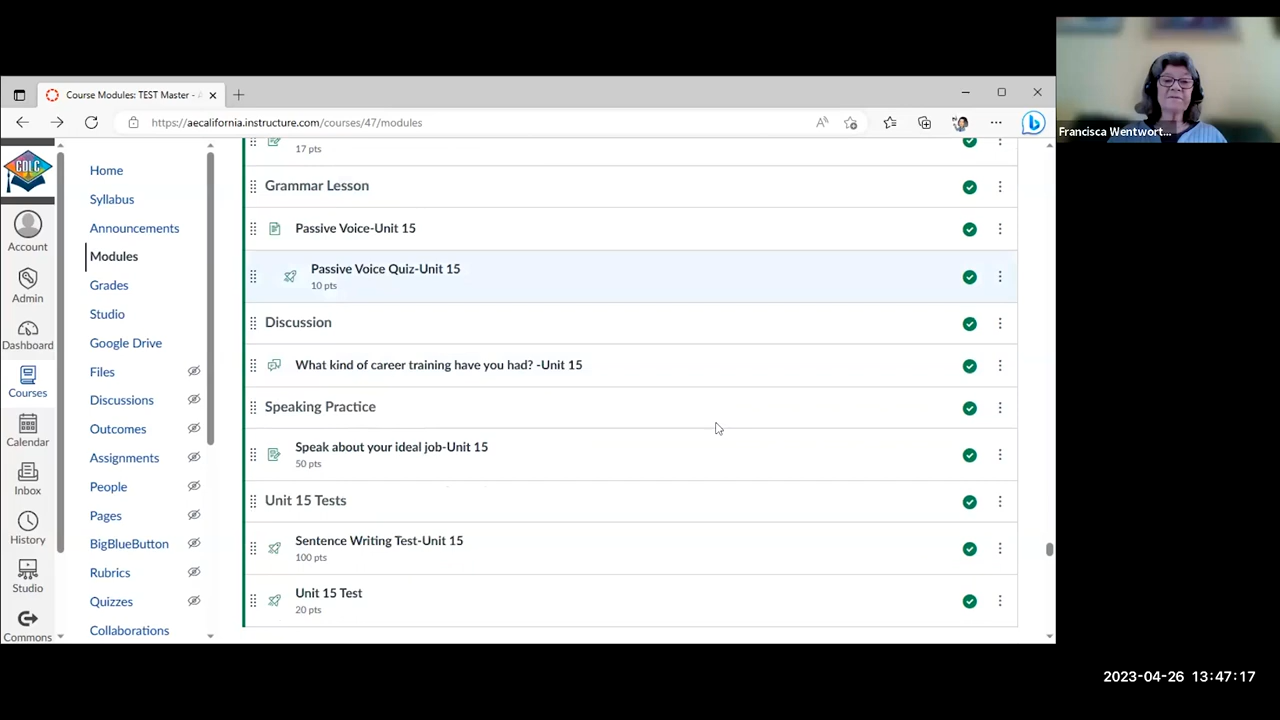 Course Modules: TEST Master -
https://aecalifornia.instructure.com/courses/47/modules
Francisca Wentwort...
COLC
Account
Admin
Dashboard
Courses
Calendar
Inbox
History
Studio
Commons
Home
Syllabus
Announcements
Modules
Grades
Studio
Google Drive
Files
Discussions
Outcomes
Assignments
People
Pages
BigBlueButton
Rubrics
Quizzes
Collaborations
17 pts
Grammar Lesson
Passive Voice-Unit 15
Passive Voice Quiz-Unit 15
10 pts
Discussion
What kind of career training have you had? -Unit 15
Speaking Practice
Speak about your ideal job-Unit 15
50 pts
Unit 15 Tests
Sentence Writing Test-Unit 15
100 pts
Unit 15 Test
20 pts
2023-04-26 13:47:17